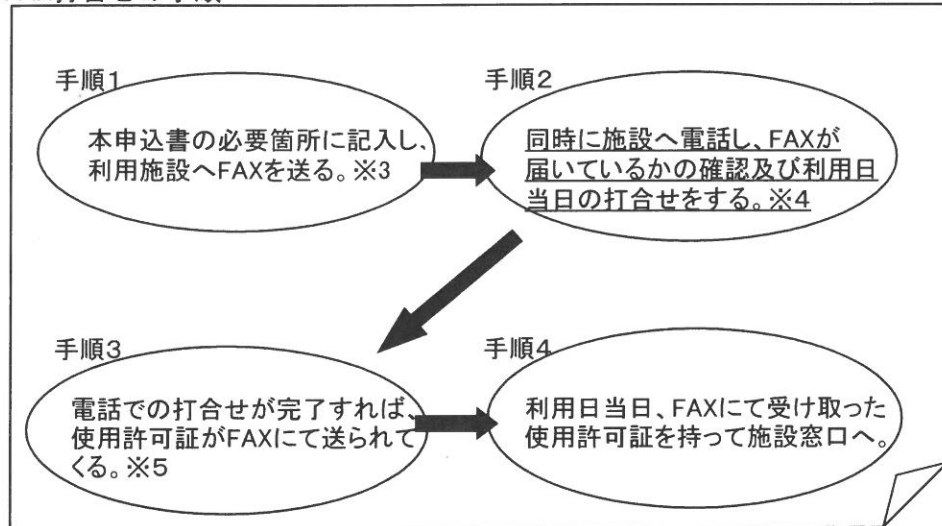 手順1
本申込書の必要箇所に記入し、
利用施設へFAXを送る。※3
手順2
同時に施設へ電話し、FAXが
届いているかの確認及び利用日
当日の打合せをする。※4
手順3
電話での打合せが完了すれば、
使用許可証がFAXにて送られて
くる。※5
手順4
利用日当日、FAXにて受け取った
使用許可証を持って施設窓口へ。